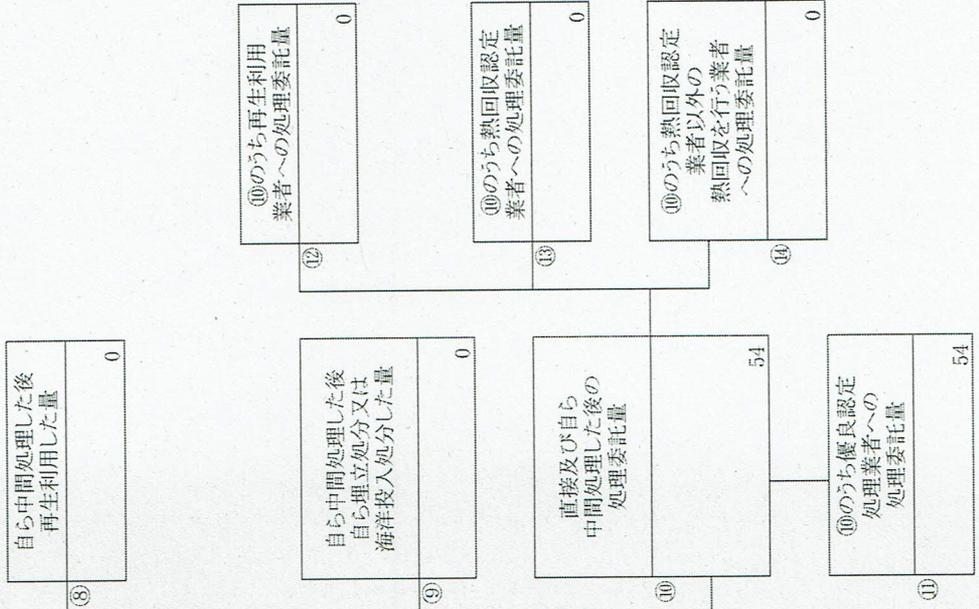 ⑧
自ら中間処理した後
再生利用した量
0
⑨
自ら中間処理した後
自ら埋立処分又は
海洋投入処分した量
0
⑩
直接及び自ら
中間処理した後の
処理委託量
54
⑪
⑩のうち優良認定
処理業者への
処理委託量
54
⑫
⑩のうち再生利用
業者への処理委託量
0
⑬
⑩のうち熱回収認定
業者への処理委託量
0
⑭
⑩のうち熱回収認定
業者以外の
熱回収を行う業者
への処理委託量
0